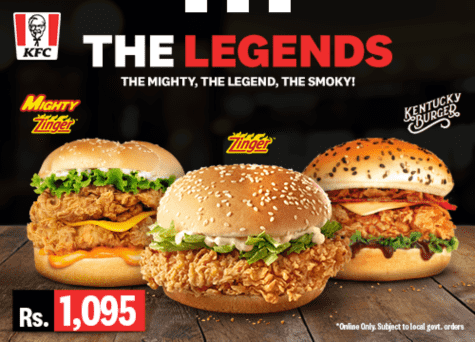 KFC
THE LEGENDS
THE MIGHTY, THE LEGEND, THE SMOKY!
MIGHTY
Zinger
Zinger
KENTUCKY
BURGER
Rs. 1,095
*Online Only. Subject to local govt. orders